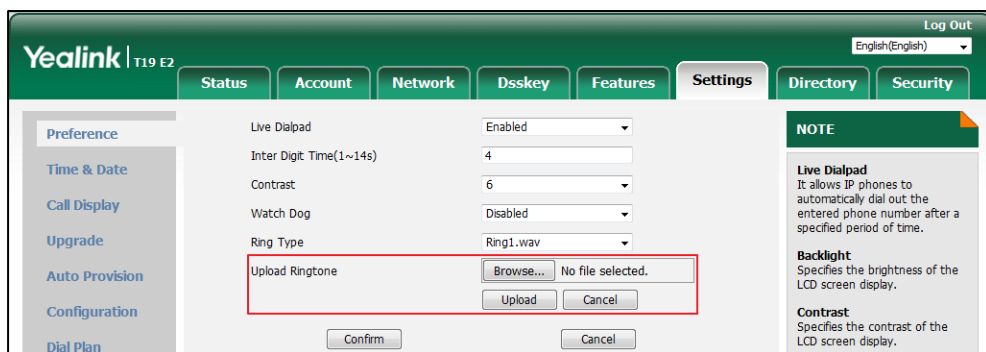 Log Out
Yealink T19 E2
English(English)
Status Account Network Dsskey Features Settings Directory Security
Preference
Time & Date
Call Display
Upgrade
Auto Provision
Configuration
Dial Plan
Live Dialpad Enabled
Inter Digit Time(1~14s) 4
Contrast 6
Watch Dog Disabled
Ring Type Ring1.wav
Upload Ringtone Browse... No file selected.
Upload Cancel
Confirm Cancel
NOTE
Live Dialpad
It allows IP phones to
automatically dial out the
entered phone number after a
specified period of time.
Backlight
Specifies the brightness of the
LCD screen display.
Contrast
Specifies the contrast of the
LCD screen display.